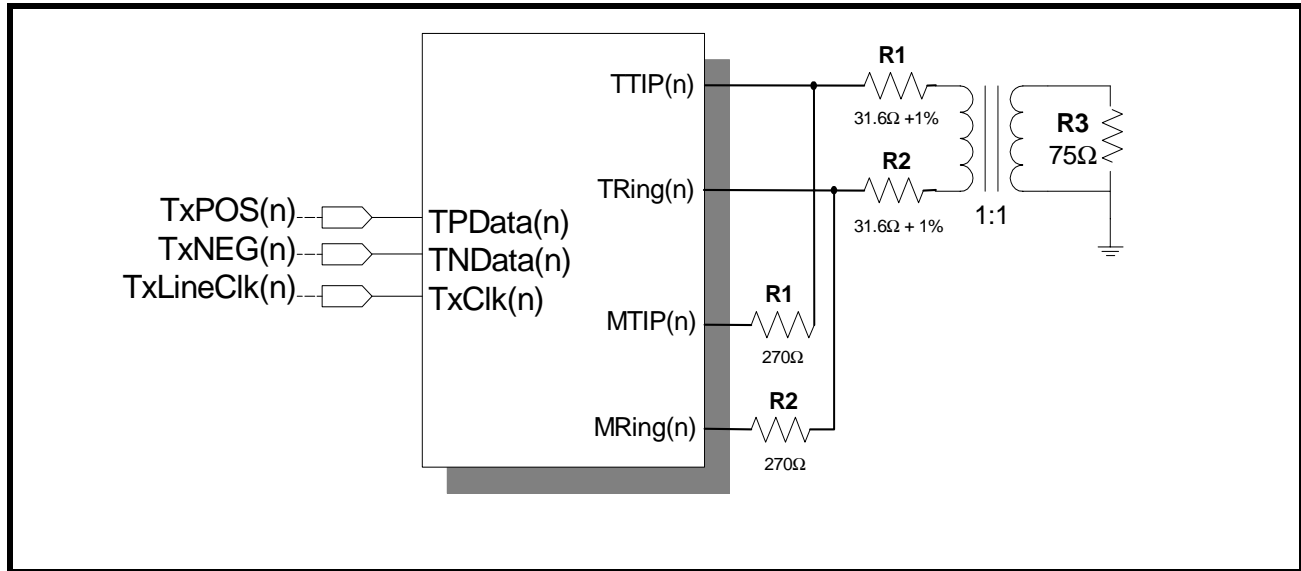 TTIP(n)
R1
31.6Ω +1%
R3
75Ω
R2
TRing(n)
31.6Ω + 1%
1:1
TxPOS(n)
TPData(n)
TxNEG(n)
TNData(n)
TxLineClk(n)
TxClk(n)
R1
MTIP(n)
270Ω
R2
MRing(n)
270Ω